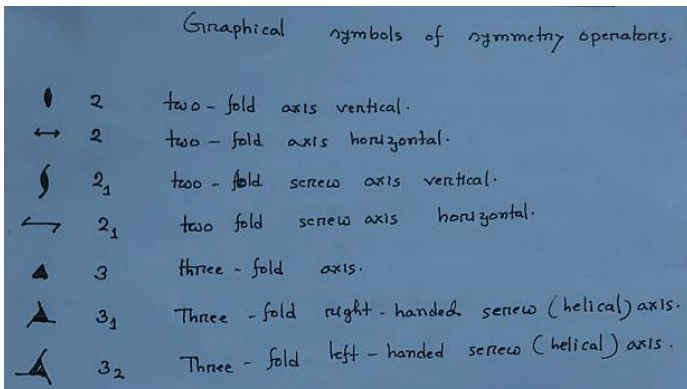 Graphical symbols of symmetry operators.
2 two-fold axis vertical.
2 two-fold axis horizontal.
2₁ two-fold screw axis vertical.
2₁ two fold screw axis horizontal.
3 three-fold axis.
3₁ Three-fold right-handed screw (helical) axis.
3₂ Three-fold left-handed screw (helical) axis.